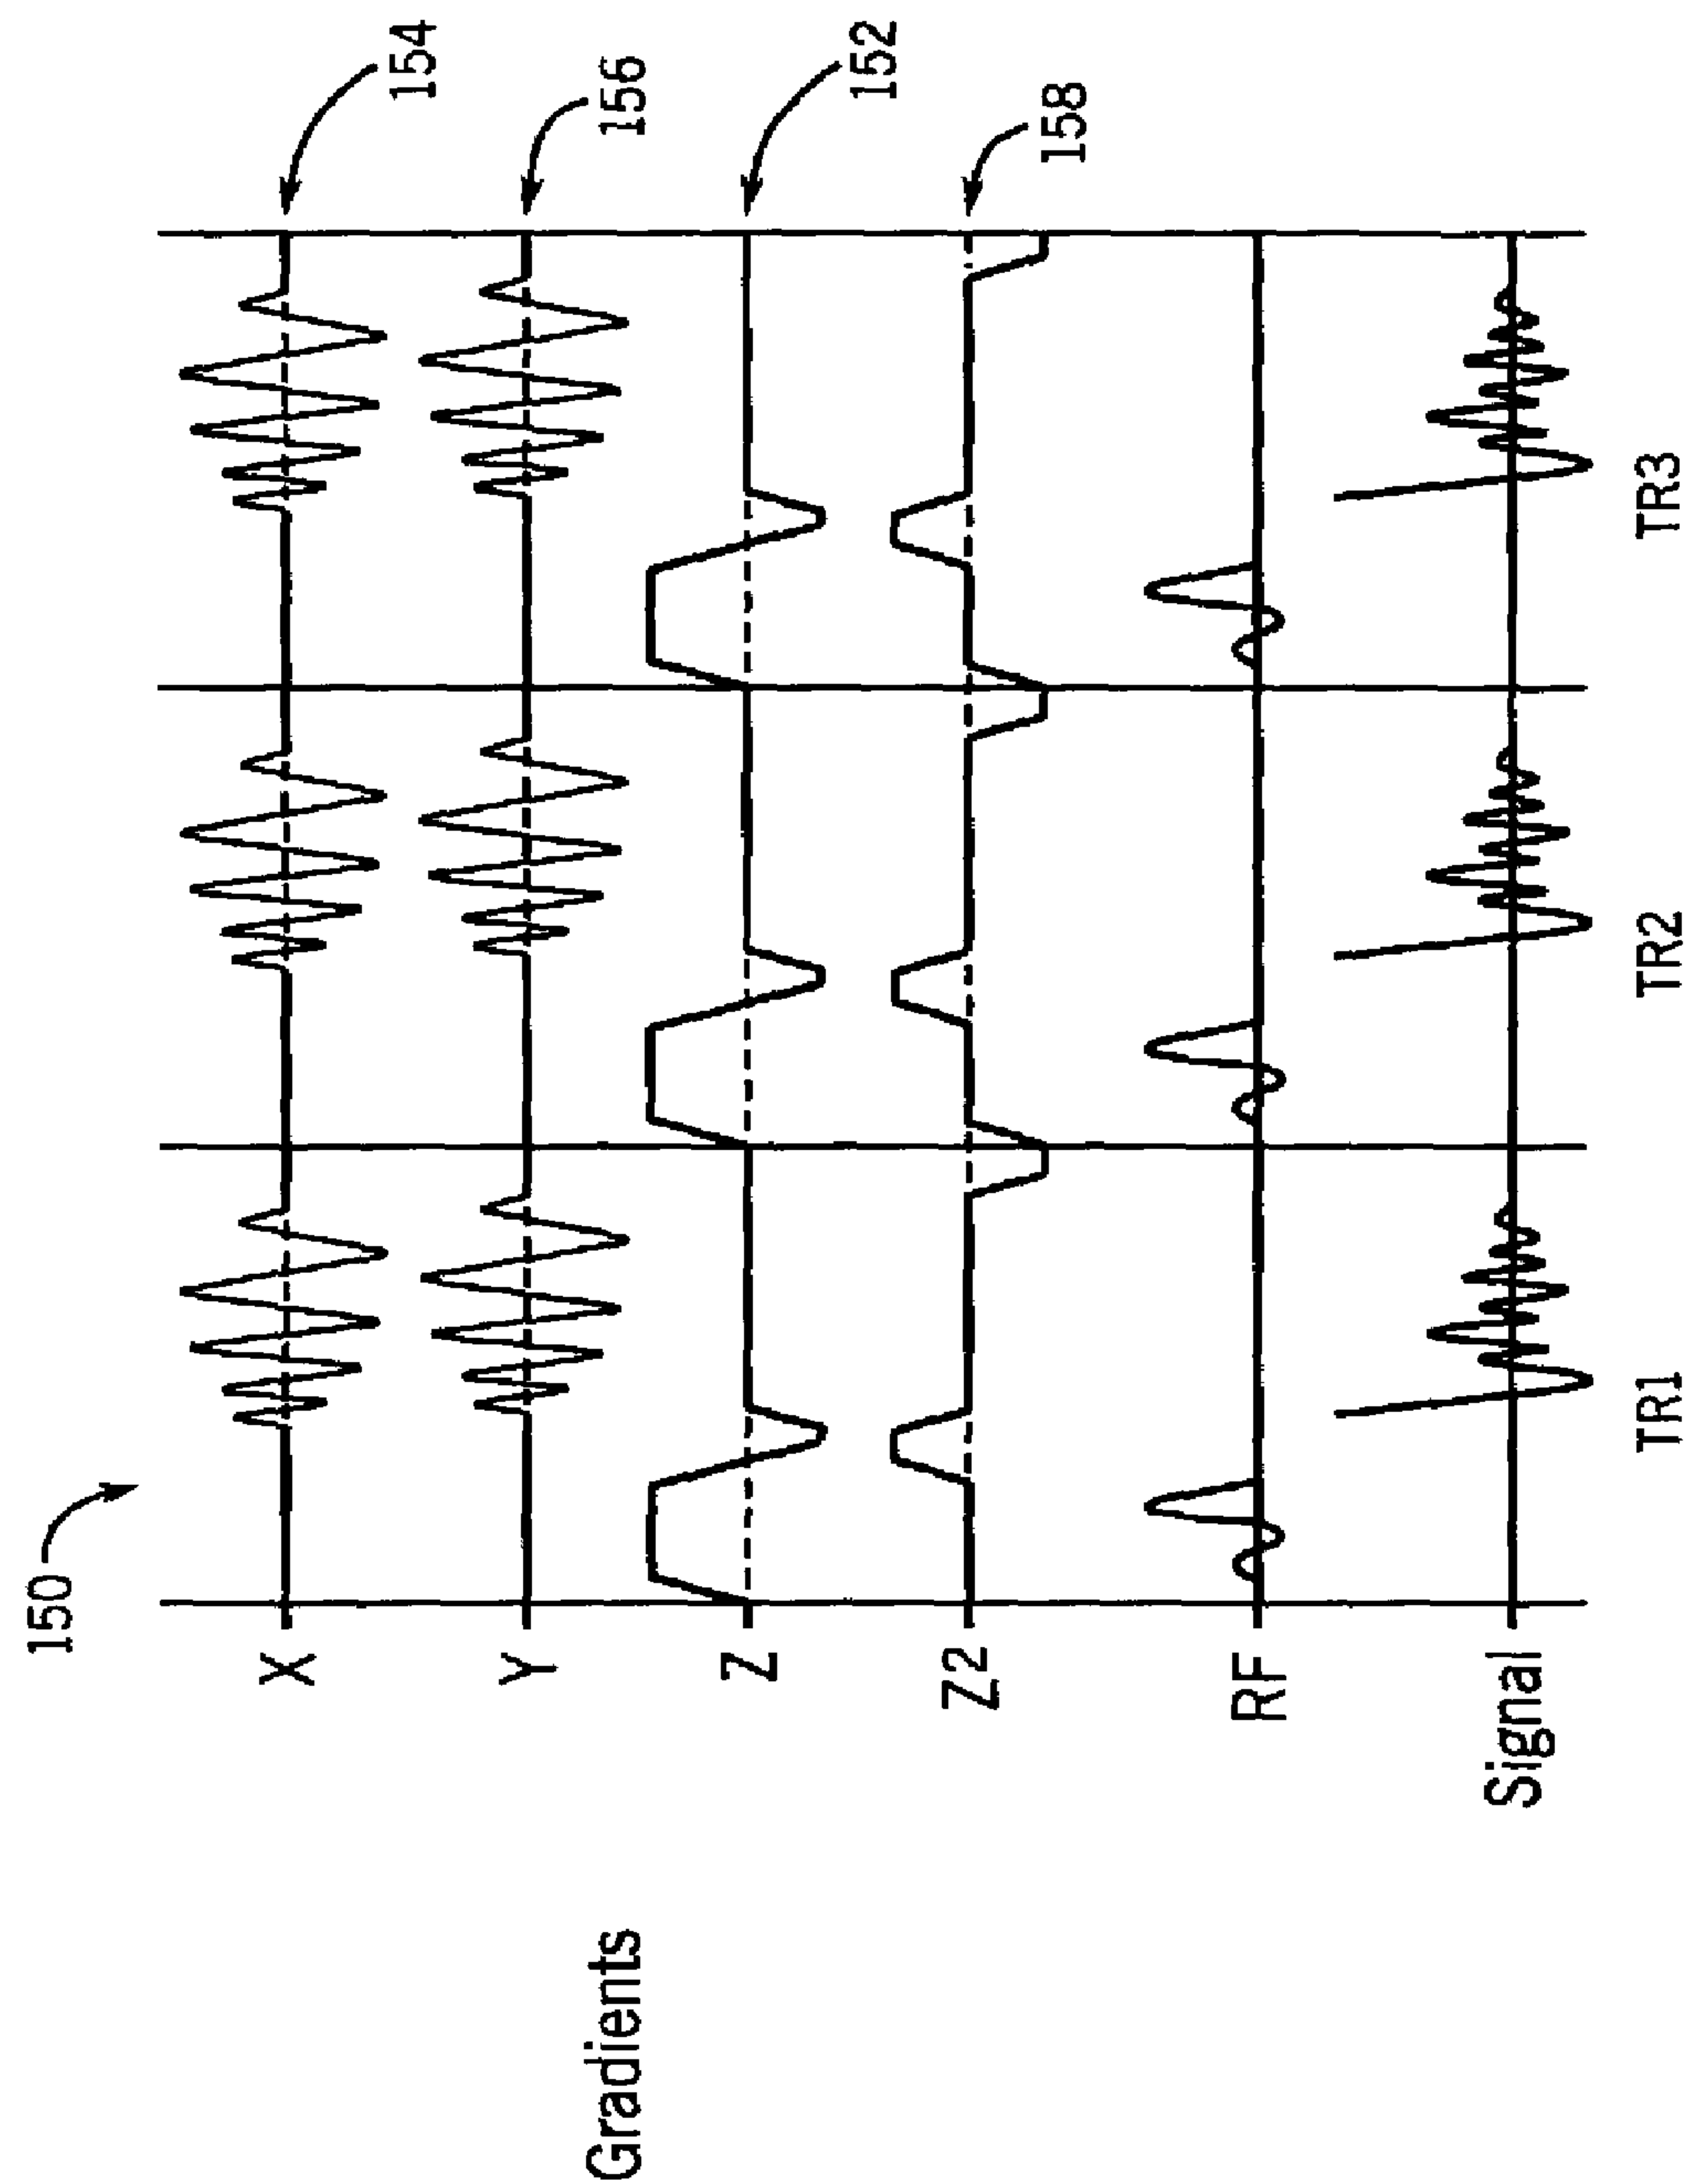 150
154
156
152
158
Gradients
X
Y
Z
Z2
RF
Signal
TR1
TR2
TR3